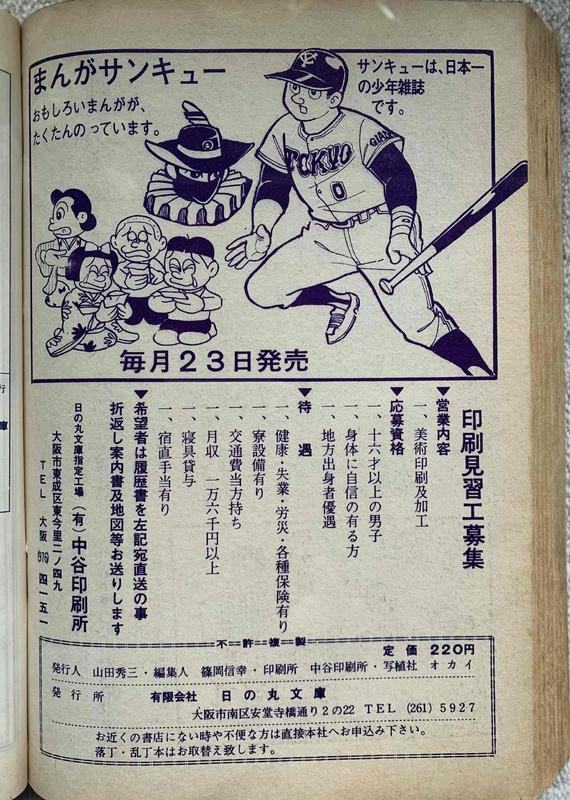 まんがサンキュー
おもしろいまんがが、
たくたんのっています。
サンキューは、日本一
の少年雑誌
です。
YG
TOKYO
GIANTS
0
毎月23日発売
印刷見習工募集
▼営業内容
一、美術印刷及加工
▼応募資格
一、十六才以上の男子
一、身体に自信の有る方
一、地方出身者優遇
▼待遇
一、健康・失業・労災・各種保険有り
一、寮設備有り
一、交通費当方持ち
一、月収 一万六千円以上
一、寝具貸与
一、宿直手当有り
▼希望者は履歴書を左記宛直送の事
折返し案内書及地図等お送りします
日の丸文庫指定工場 (有)中谷印刷所
大阪市東成区東今里二ノ四九
TEL 大阪 (976) 四一五一
不許複製
定価 220円
発行人 山田秀三・編集人 篠岡信幸・印刷所 中谷印刷所・写植社 オカイ
発行所 有限会社 日の丸文庫
大阪市南区安堂寺橋通り2の22 TEL (261) 5927
お近くの書店にない時や不便な方は直接本社へお申込み下さい。
落丁・乱丁本はお取替え致します。